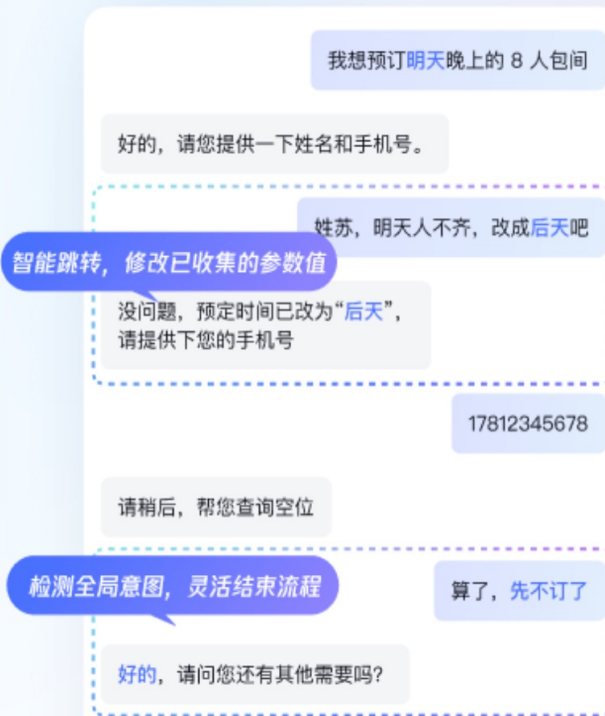 我想预订明天晚上的 8 人包间
好的，请您提供一下姓名和手机号。
姓苏，明天人不齐，改成后天吧
智能跳转，修改已收集的参数值
没问题，预定时间已改为“后天”，
请提供下您的手机号
17812345678
请稍后，帮您查询空位
检测全局意图，灵活结束流程
算了，先不订了
好的，请问您还有其他需要吗?